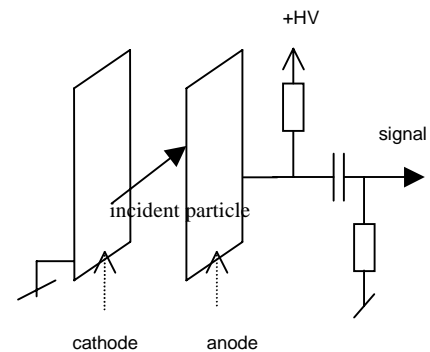 +HV
signal
incident particle
cathode
anode